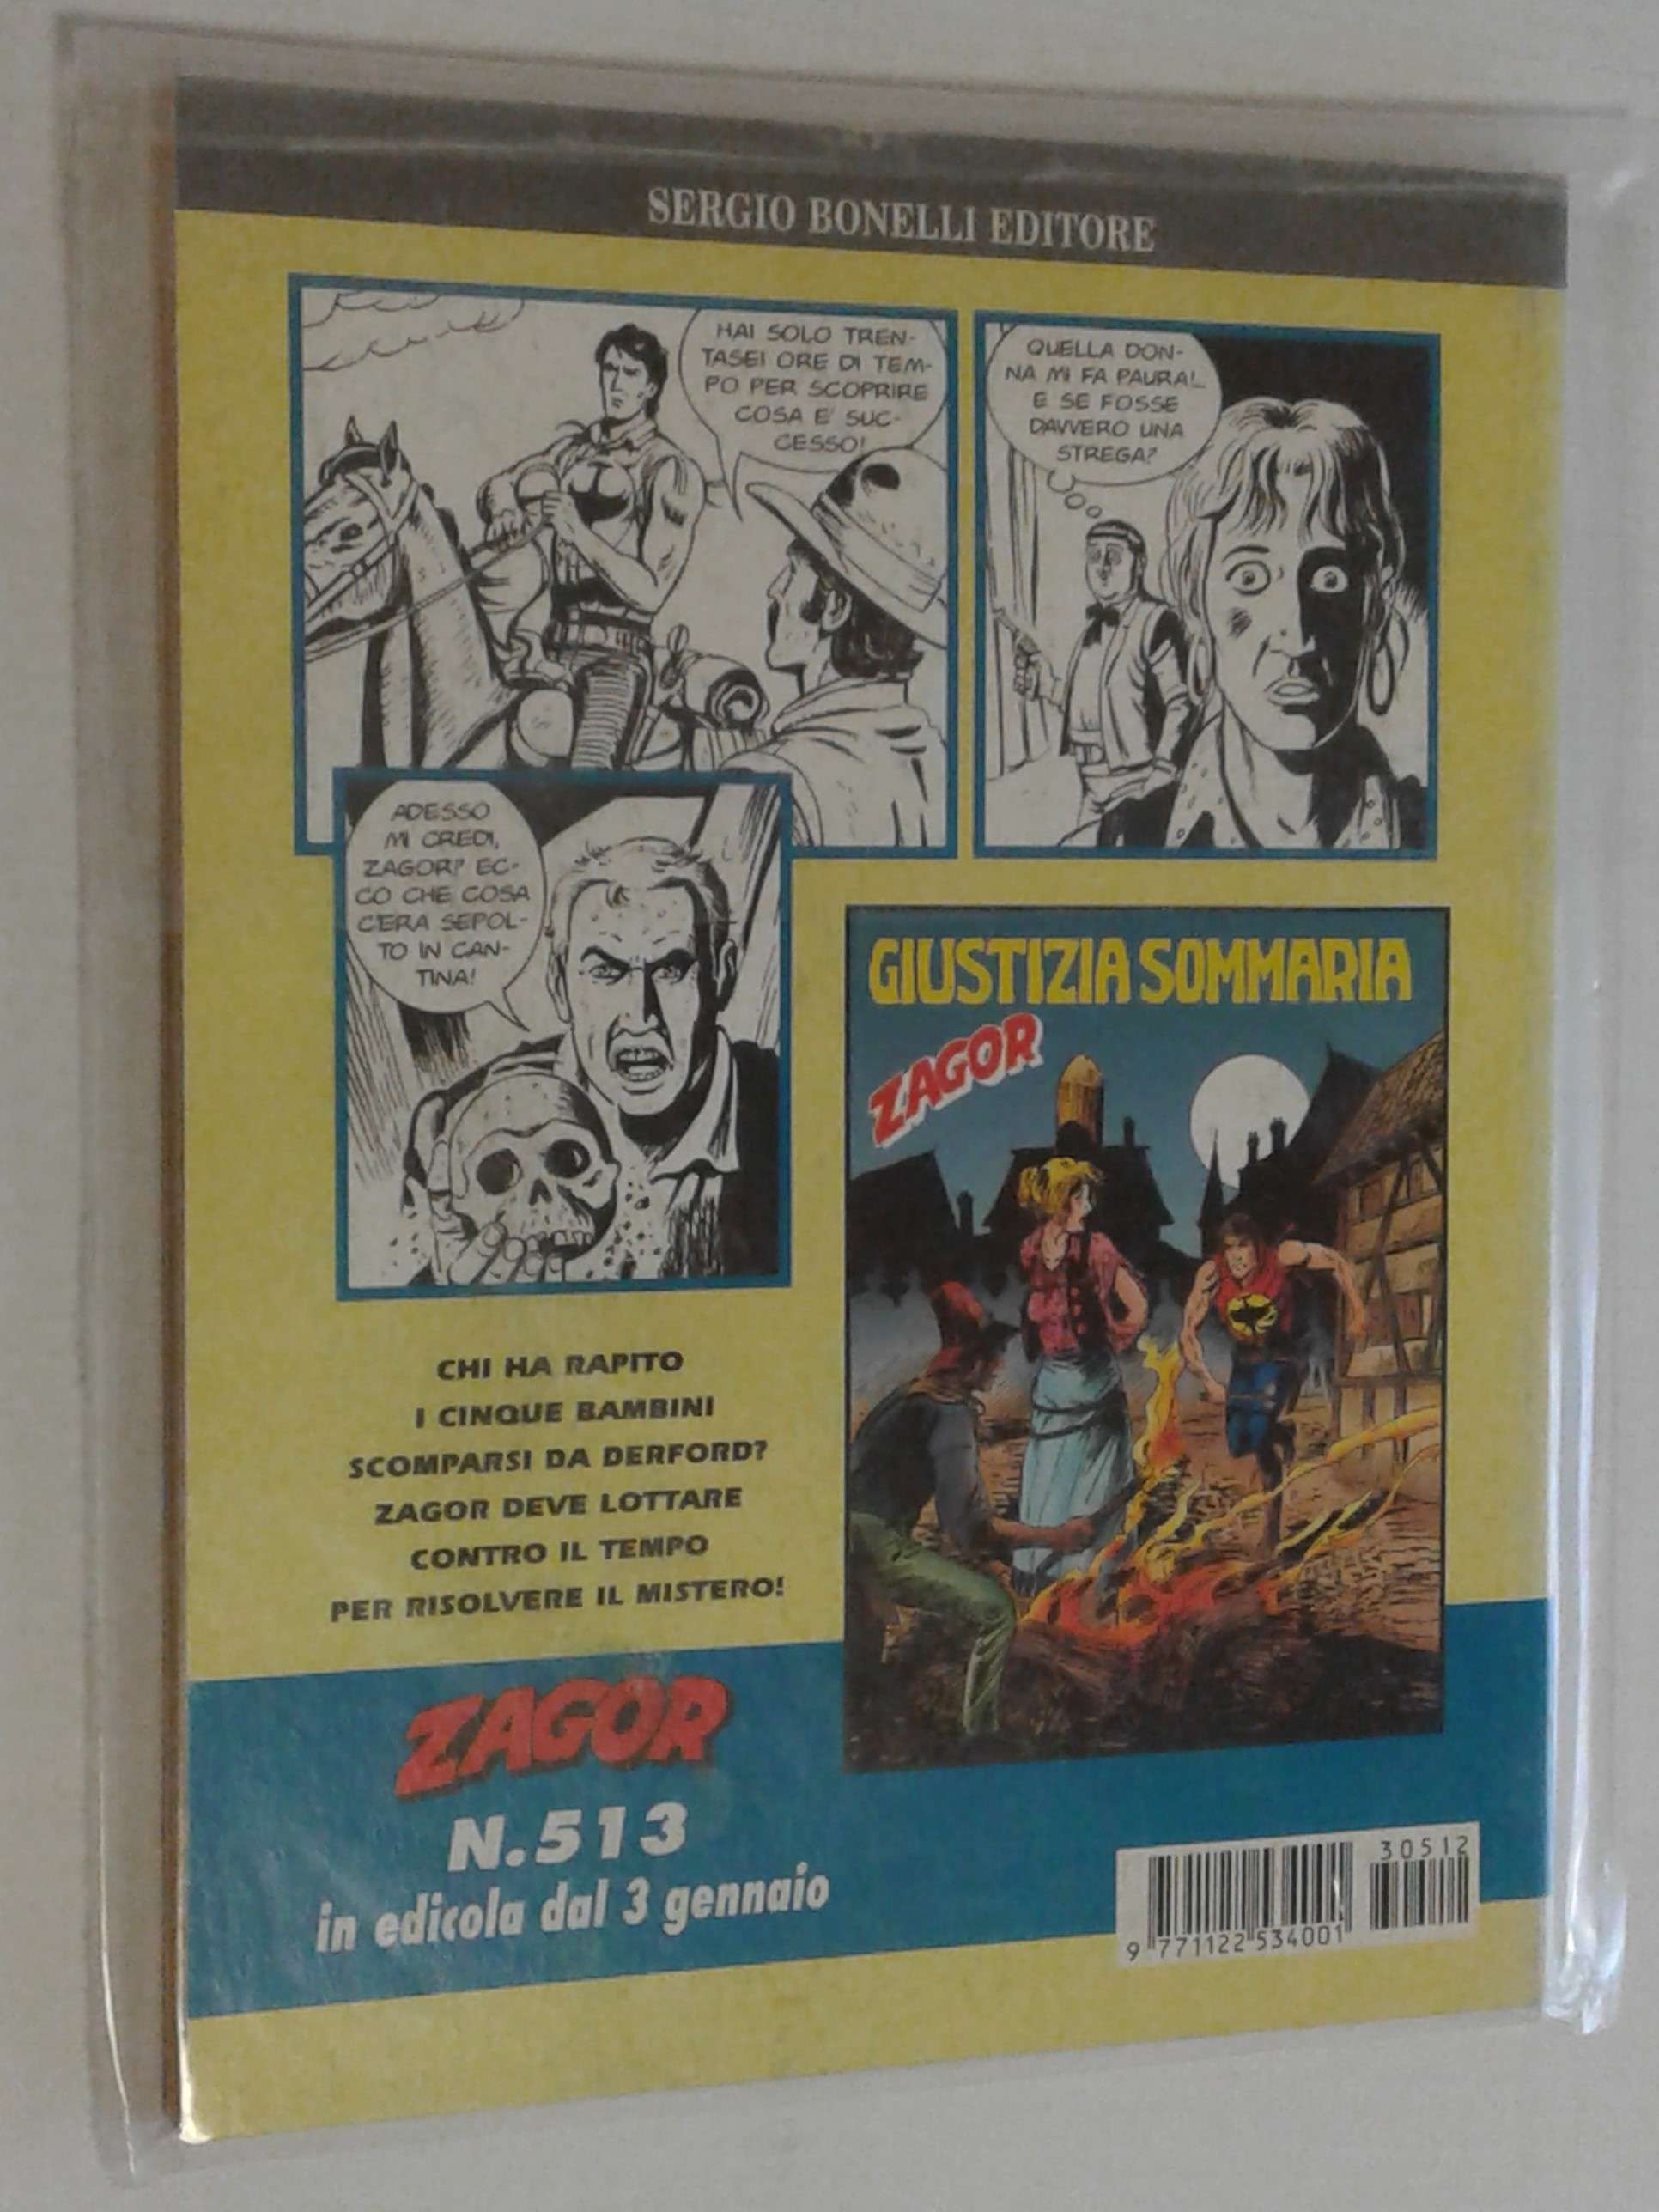 SERGIO BONELLI EDITORE
HAI SOLO TREN-
TASEI ORE DI TEM-
PO PER SCOPRIRE
COSA E' SUC-
CESSO!
QUELLA DON-
NA MI FA PAURA!..
E SE FOSSE
DAVVERO UNA
STREGA?
ADESSO
MI CREDI,
ZAGOR? EC-
CO CHE COSA
C'ERA SEPOL-
TO IN CAN-
TINA!
GIUSTIZIA SOMMARIA
ZAGOR
CHI HA RAPITO
I CINQUE BAMBINI
SCOMPARSI DA DERFORD?
ZAGOR DEVE LOTTARE
CONTRO IL TEMPO
PER RISOLVERE IL MISTERO!
ZAGOR
N.513
in edicola dal 3 gennaio
30512
9 771122 534001